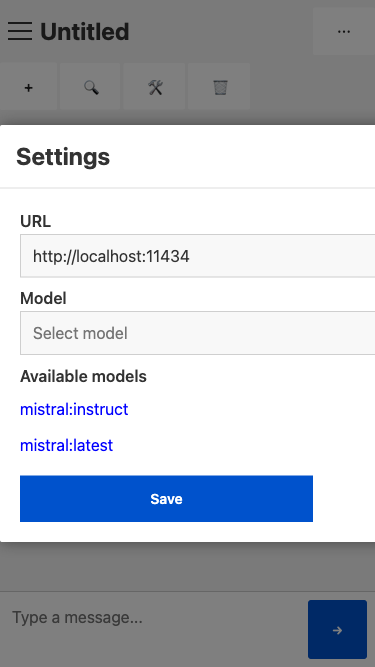 Untitled
...
+
Settings
URL
http://localhost:11434
Model
Select model
Available models
mistral:instruct
mistral:latest
Save
Type a message...
→